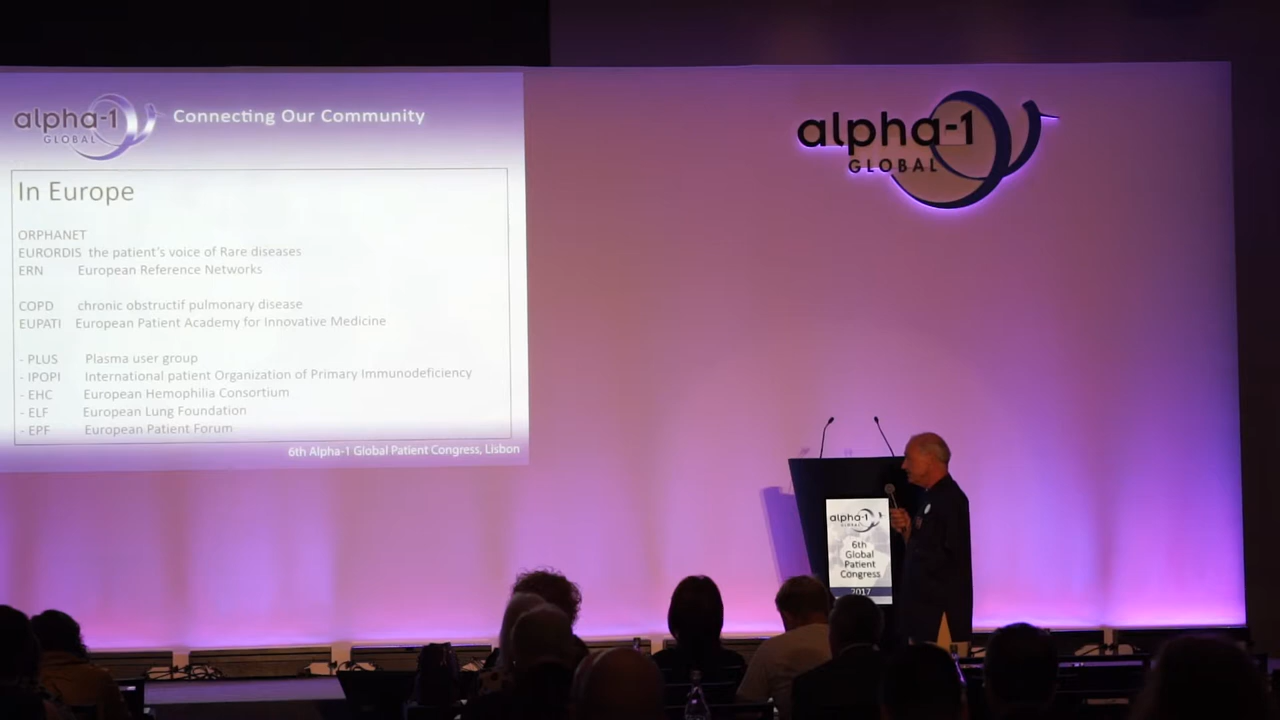 alpha-1
GLOBAL
Connecting Our Community
In Europe
ORPHANET
EURORDIS the patient's voice of Rare diseases
ERN European Reference Networks
COPD chronic obstructif pulmonary disease
EUPATI European Patient Academy for Innovative Medicine
- PLUS Plasma user group
- IPOPI International patient Organization of Primary Immunodeficiency
- EHC European Hemophilia Consortium
- ELF European Lung Foundation
- EPF European Patient Forum
6th Alpha-1 Global Patient Congress, Lisbon
alpha-1
GLOBAL
alpha-1
GLOBAL
6th
Global
Patient
Congress
2017